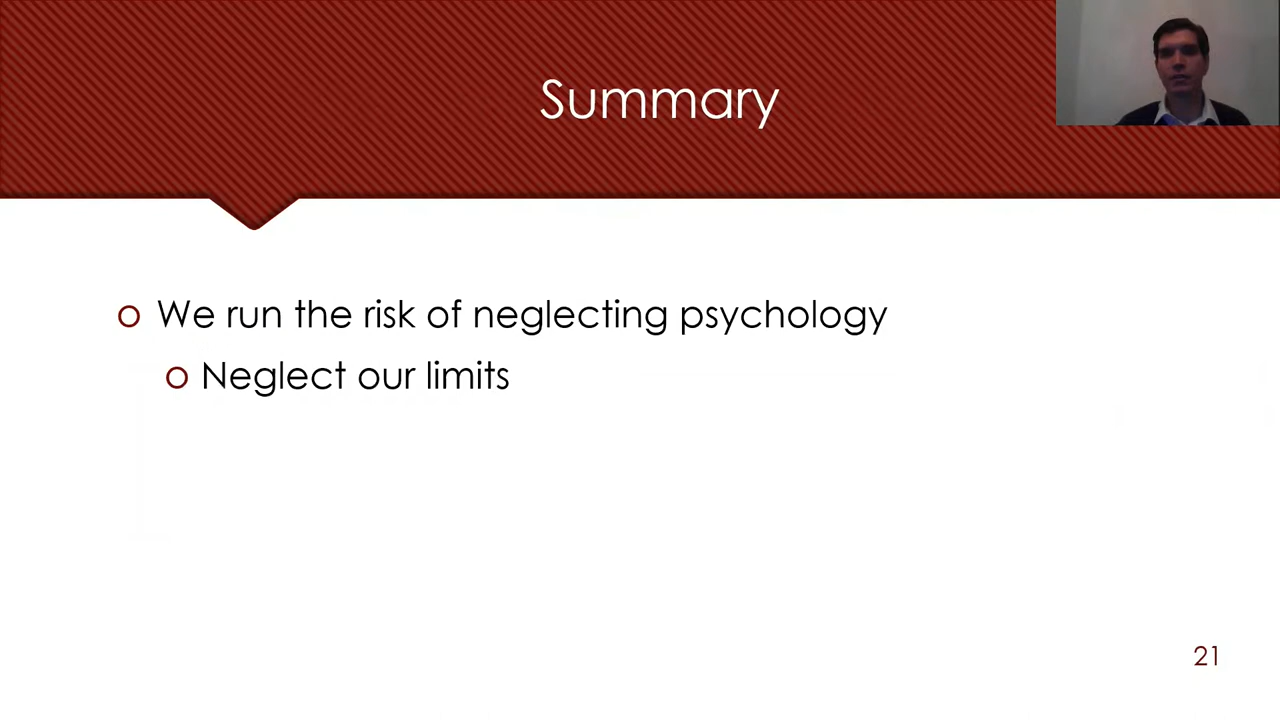 Summary
o We run the risk of neglecting psychology
o Neglect our limits
21